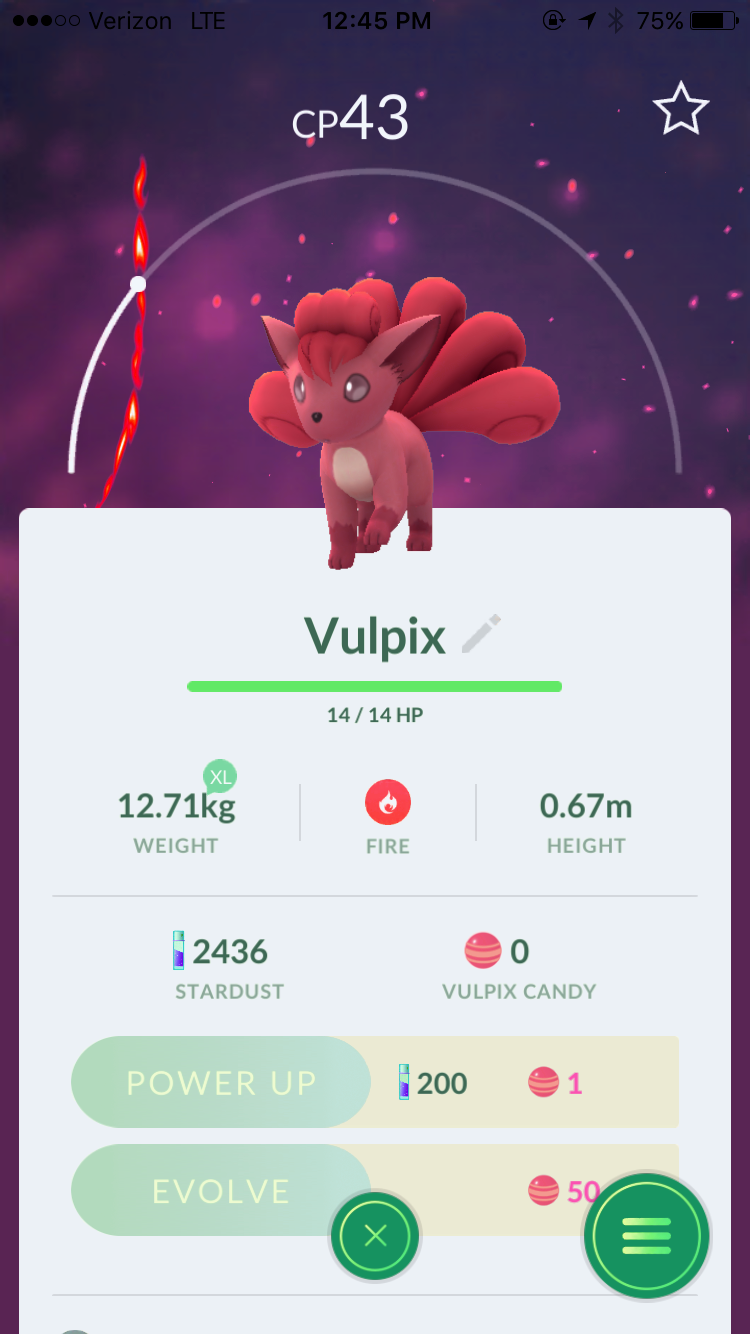 Verizon LTE 12:45 PM 75%
CP43
Vulpix
14 / 14 HP
XL
12.71kg 0.67m
WEIGHT FIRE HEIGHT
2436 0
STARDUST VULPIX CANDY
POWER UP 200 1
EVOLVE 50